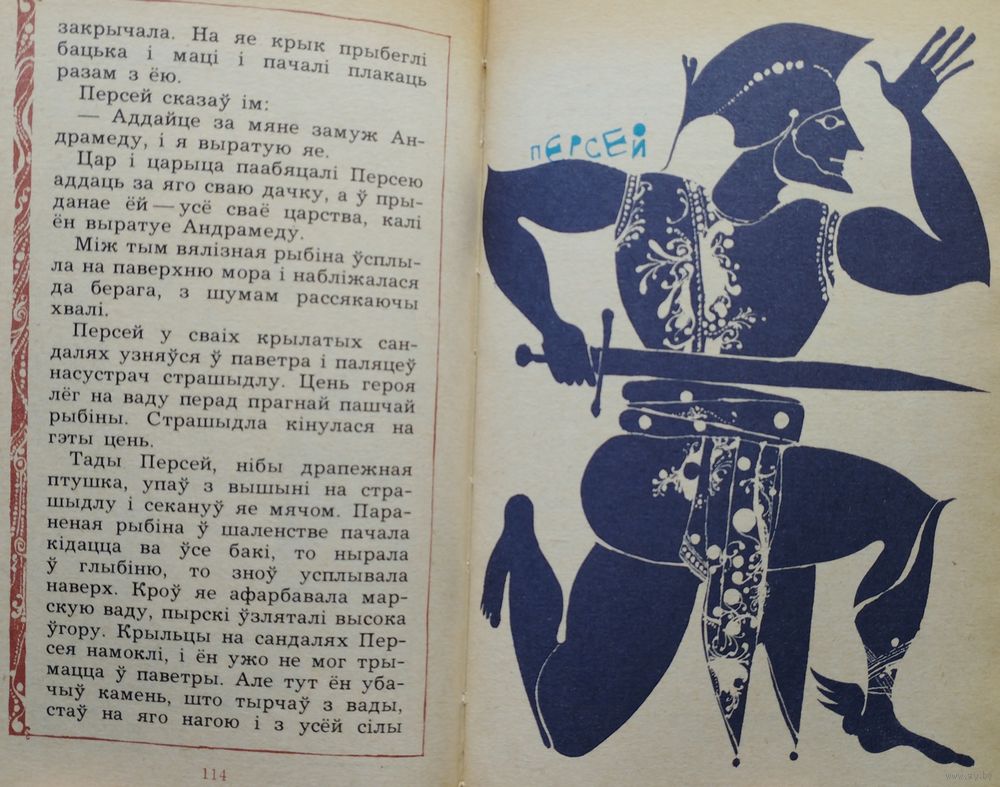 закрычала. На яе крык прыбеглі
бацька і маці і пачалі плакаць
разам з ёю.
Персей сказаў ім:
— Аддайце за мяне замуж Ан-
драмеду, і я выратую яе.
Цар і царыца паабяцалі Персею
аддаць за яго сваю дачку, а ў пры-
данае ёй — усё сваё царства, калі
ён выратуе Андрамеду.
Між тым вялізная рыбіна ўсплы-
ла на паверхню мора і набліжалася
да берага, з шумам рассякаючы
хвалі.
Персей у сваіх крылатых сан-
далях узняўся ў паветра і паляцеў
насустрач страшыдлу. Цень героя
лёг на ваду перад прагнай пашчай
рыбіны. Страшыдла кінулася на
гэты цень.
Тады Персей, нібы драпежная
птушка, упаў з вышыні на стра-
шыдлу і секануў яе мячом. Пара-
неная рыбіна ў шаленстве пачала
кідацца ва ўсе бакі, то нырала
ў глыбіню, то зноў усплывала
наверх. Кроў яе афарбавала мар-
скую ваду, пырскі ўзляталі высока
ўгору. Крыльцы на сандалях Пер-
сея намоклі, і ён ужо не мог тры-
мацца ў паветры. Але тут ён уба-
чыў камень, што тырчаў з вады,
стаў на яго нагою і з усёй сілы
114
ПЕРСЕЙ